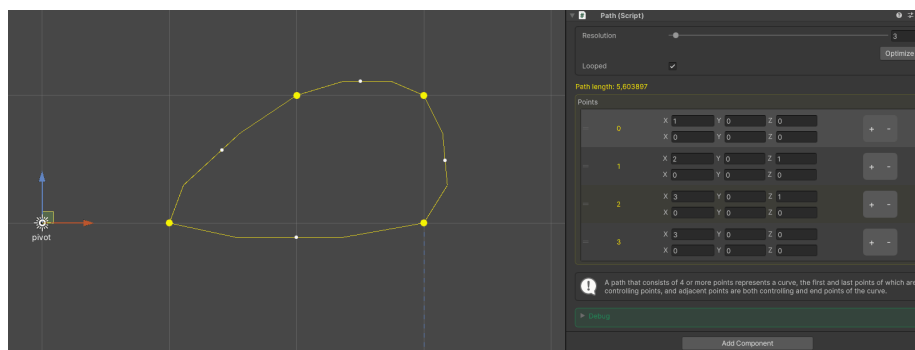 pivot
Path (Script)
Resolution 3
Optimize
Looped
Path length: 5,603897
Points
0 X 1 Y 0 Z 0 + -
X 0 Y 0 Z 0
1 X 2 Y 0 Z 1 + -
X 0 Y 0 Z 0
2 X 3 Y 0 Z 1 + -
X 0 Y 0 Z 0
3 X 3 Y 0 Z 0 + -
X 0 Y 0 Z 0
A path that consists of 4 or more points represents a curve, the first and last points of which are
controlling points, and adjacent points are both controlling and end points of the curve.
Debug
Add Component